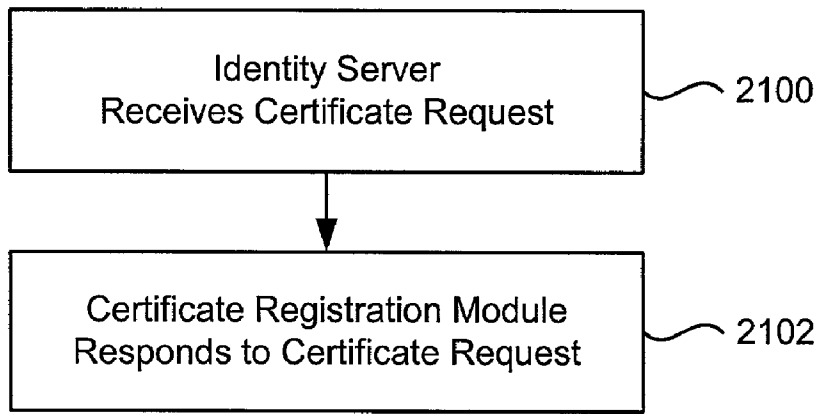 Identity Server
Receives Certificate Request
2100
Certificate Registration Module
Responds to Certificate Request
2102